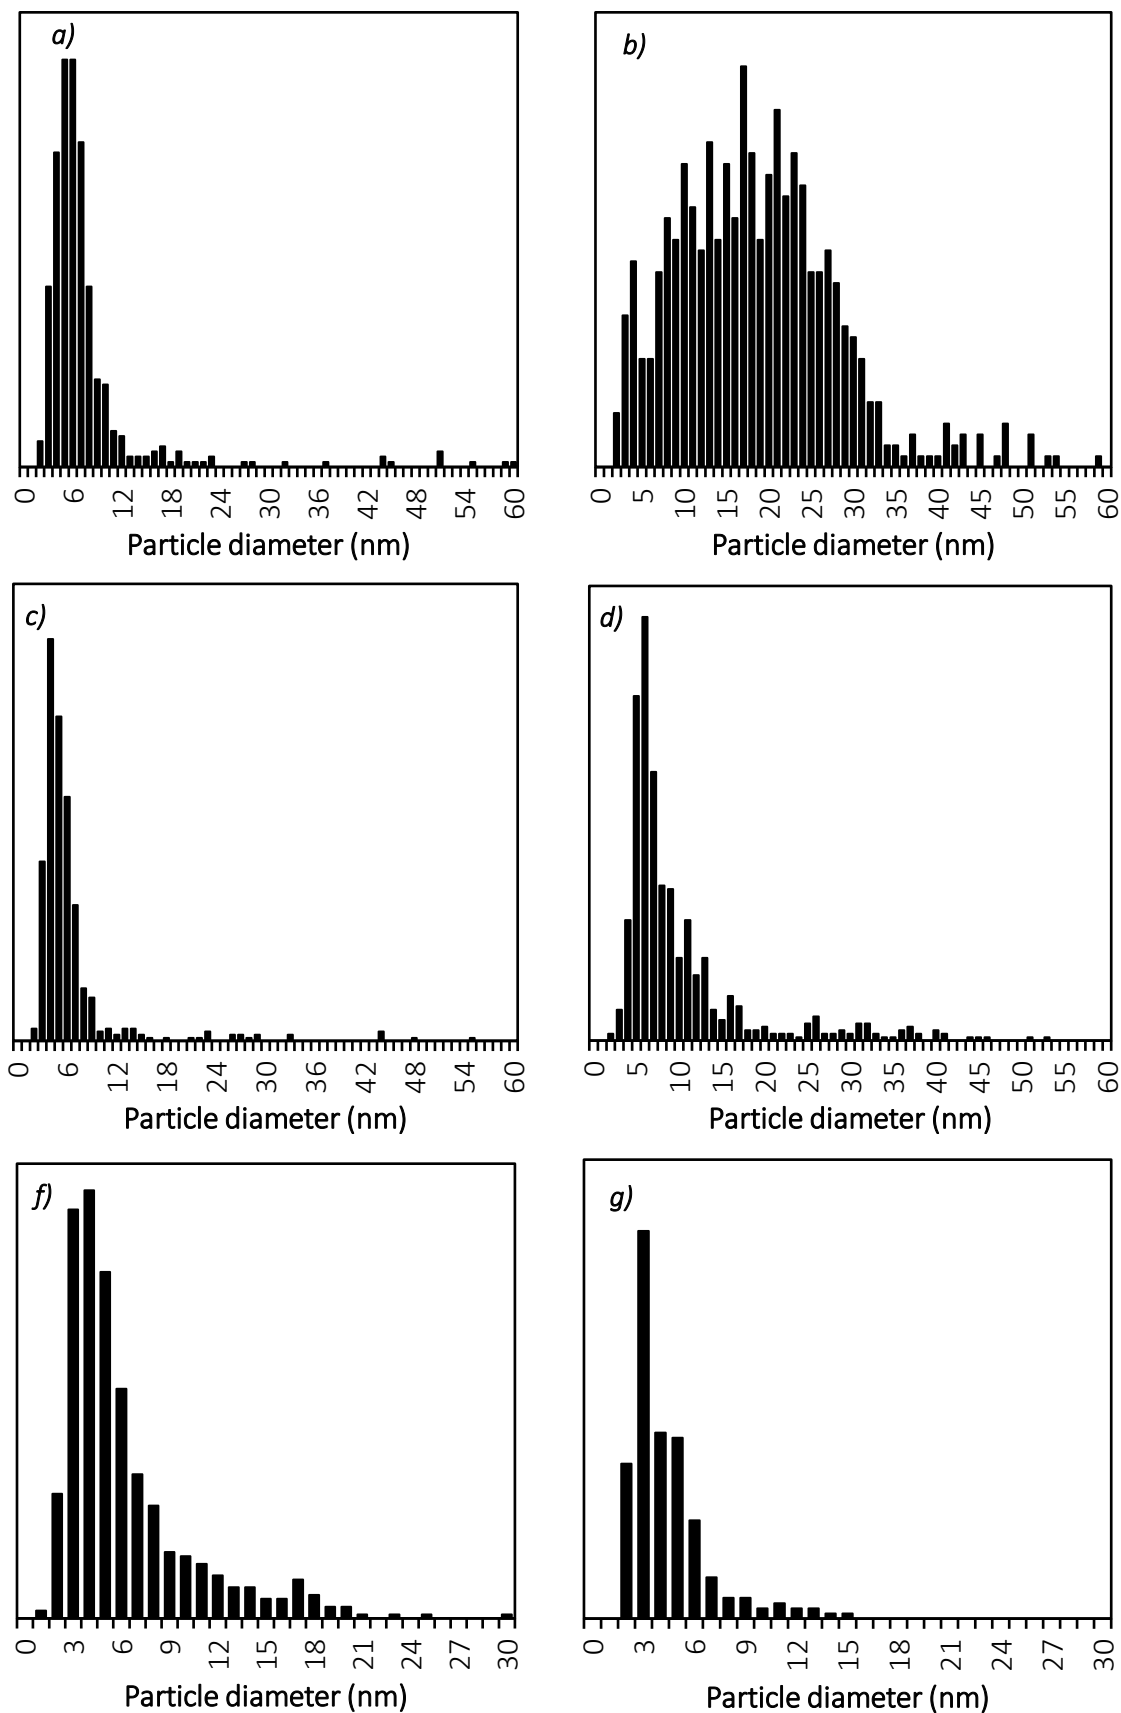 a)
0 6 12 18 24 30 36 42 48 54 60
Particle diameter (nm)
b)
0 5 10 15 20 25 30 35 40 45 50 55 60
Particle diameter (nm)
c)
0 6 12 18 24 30 36 42 48 54 60
Particle diameter (nm)
d)
0 5 10 15 20 25 30 35 40 45 50 55 60
Particle diameter (nm)
f)
0 3 6 9 12 15 18 21 24 27 30
Particle diameter (nm)
g)
0 3 6 9 12 15 18 21 24 27 30
Particle diameter (nm)